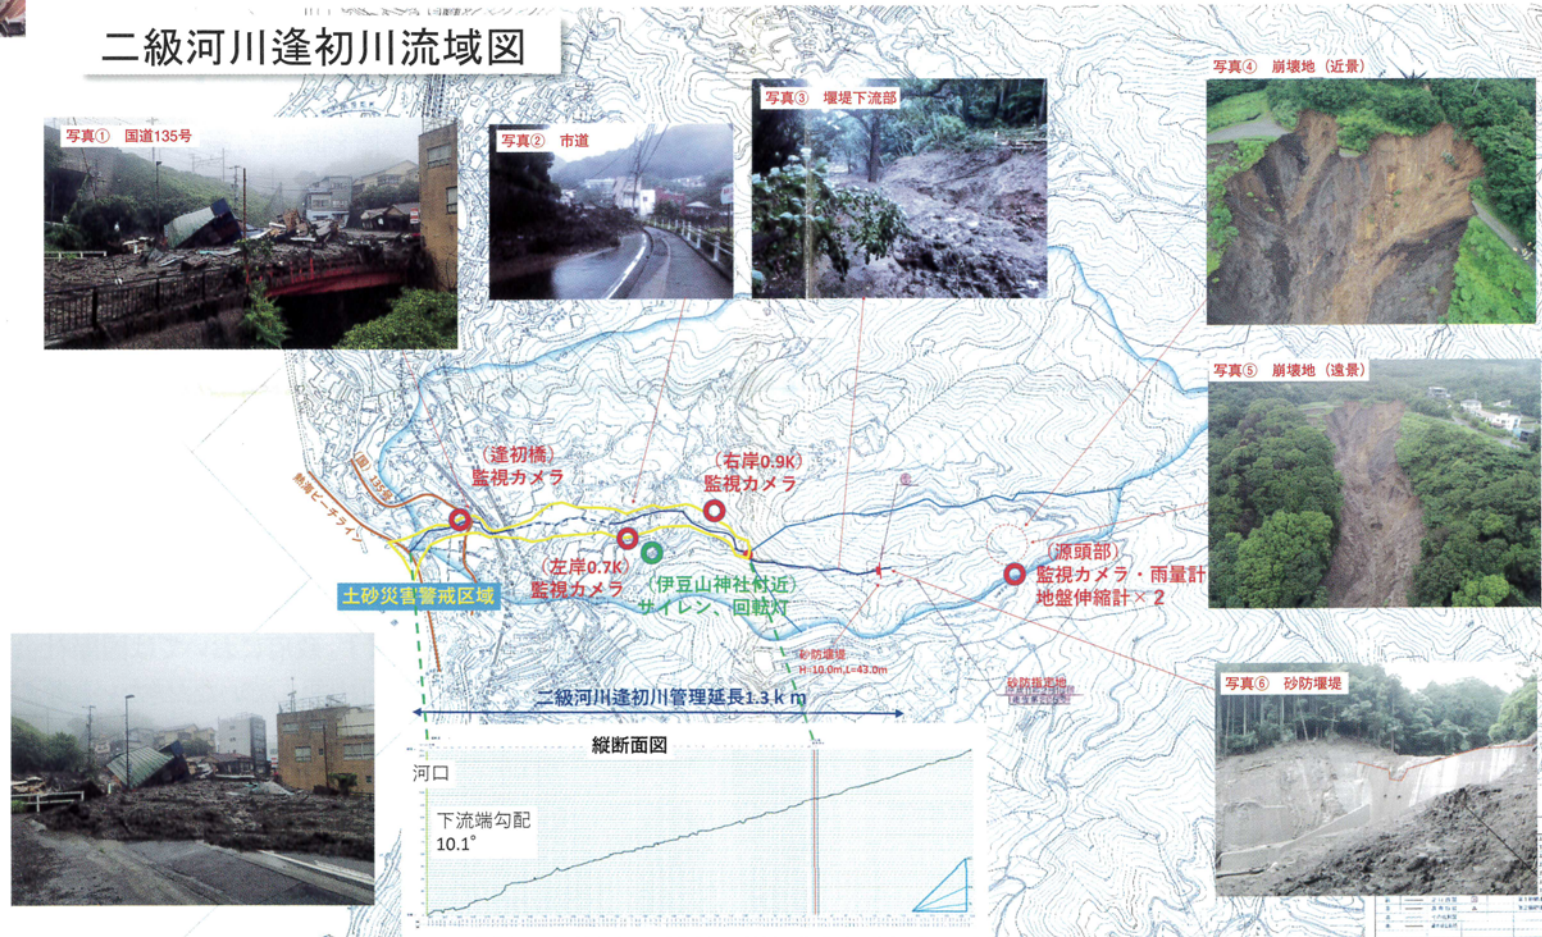 二級河川逢初川流域図
写真① 国道135号
写真② 市道
写真③ 堰堤下流部
写真④ 崩壊地（近景）
写真⑤ 崩壊地（遠景）
（逢初橋）
監視カメラ
（右岸0.9K）
監視カメラ
（国）135号
熱海ビーチライン
（左岸0.7K）
監視カメラ
（伊豆山神社付近）
サイレン、回転灯
（源頭部）
監視カメラ・雨量計
地盤伸縮計×２
土砂災害警戒区域
砂防堰堤
H=10.0m,L=43.0m
砂防指定地
写真⑥ 砂防堰堤
二級河川逢初川管理延長1.3ｋｍ
縦断面図
河口
下流端勾配
10.1°